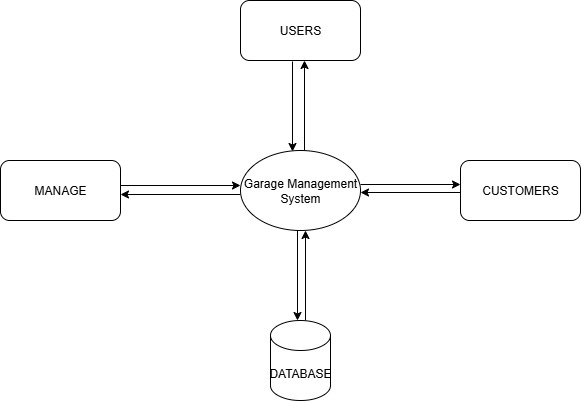 USERS
MANAGE
Garage Management
System
CUSTOMERS
DATABASE